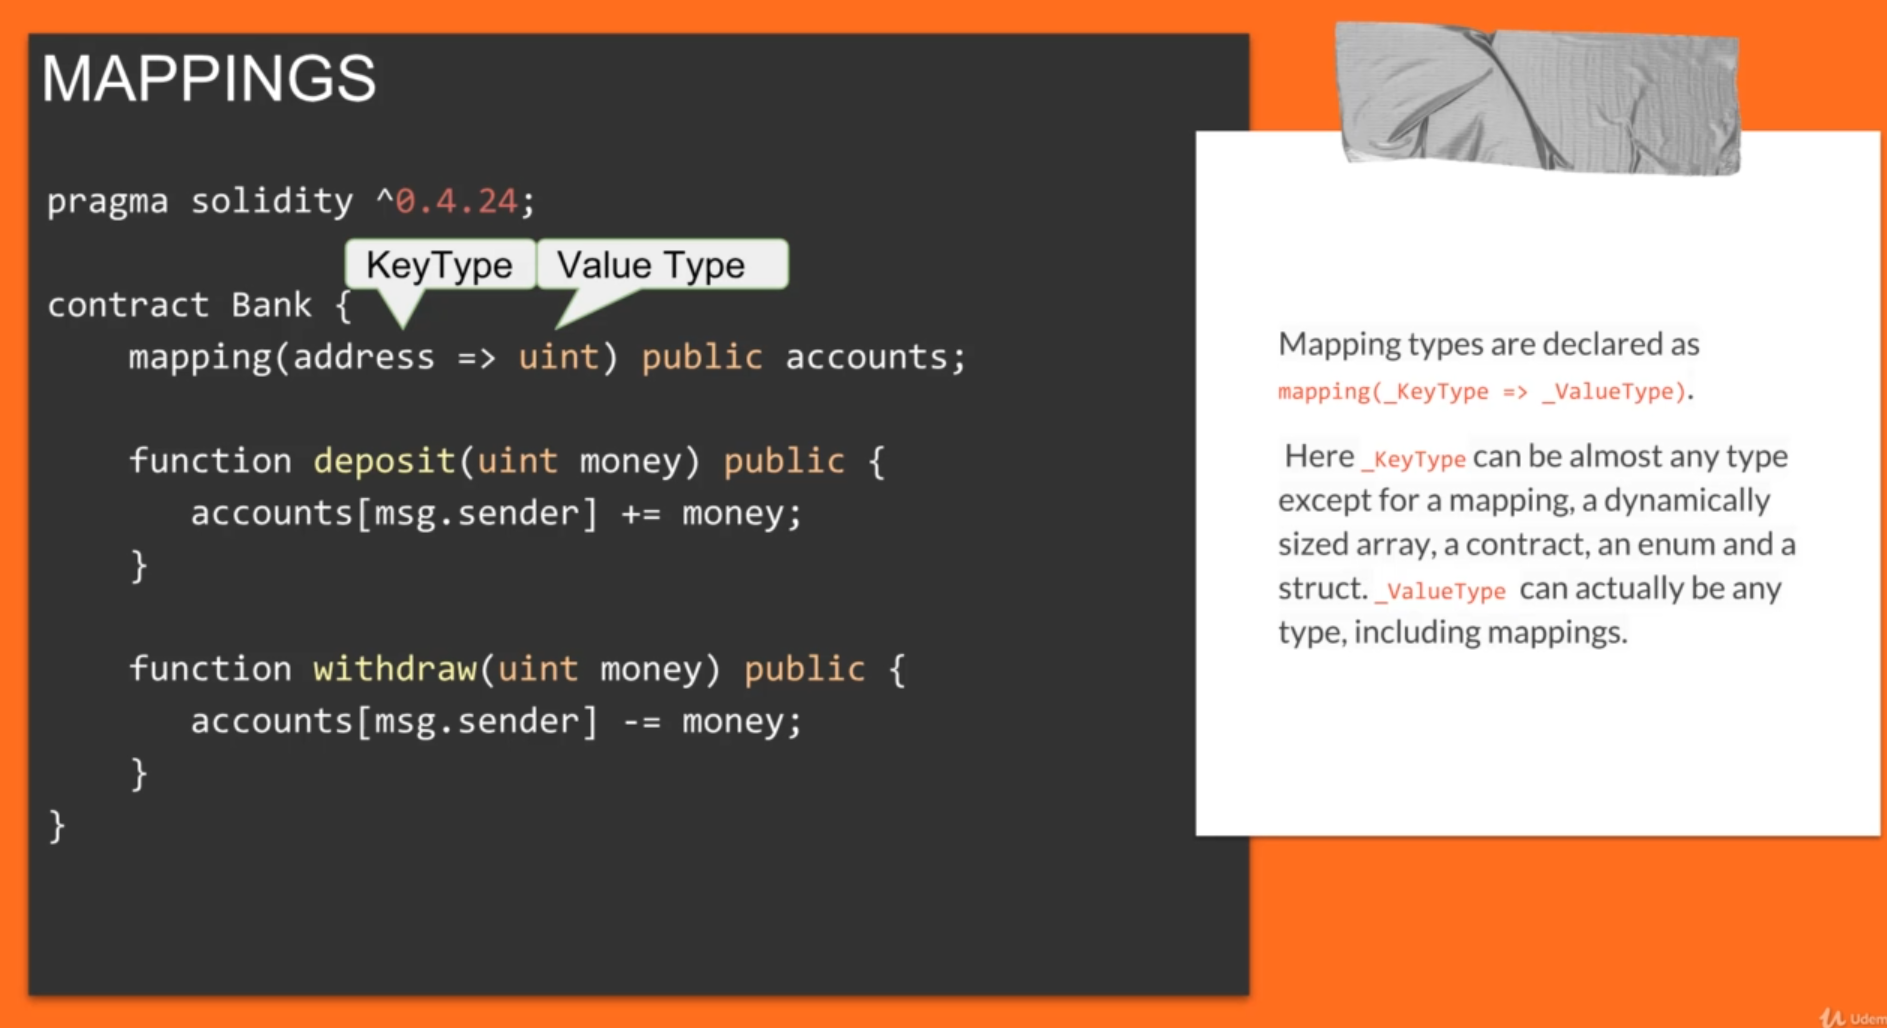 MAPPINGS
pragma solidity ^0.4.24;
KeyType
Value Type
contract Bank {
mapping(address => uint) public accounts;
function deposit(uint money) public {
accounts[msg.sender] += money;
}
function withdraw(uint money) public {
accounts[msg.sender] -= money;
}
}
Mapping types are declared as
mapping(_KeyType => _ValueType).
Here _KeyType can be almost any type
except for a mapping, a dynamically
sized array, a contract, an enum and a
struct. _ValueType can actually be any
type, including mappings.
Udem